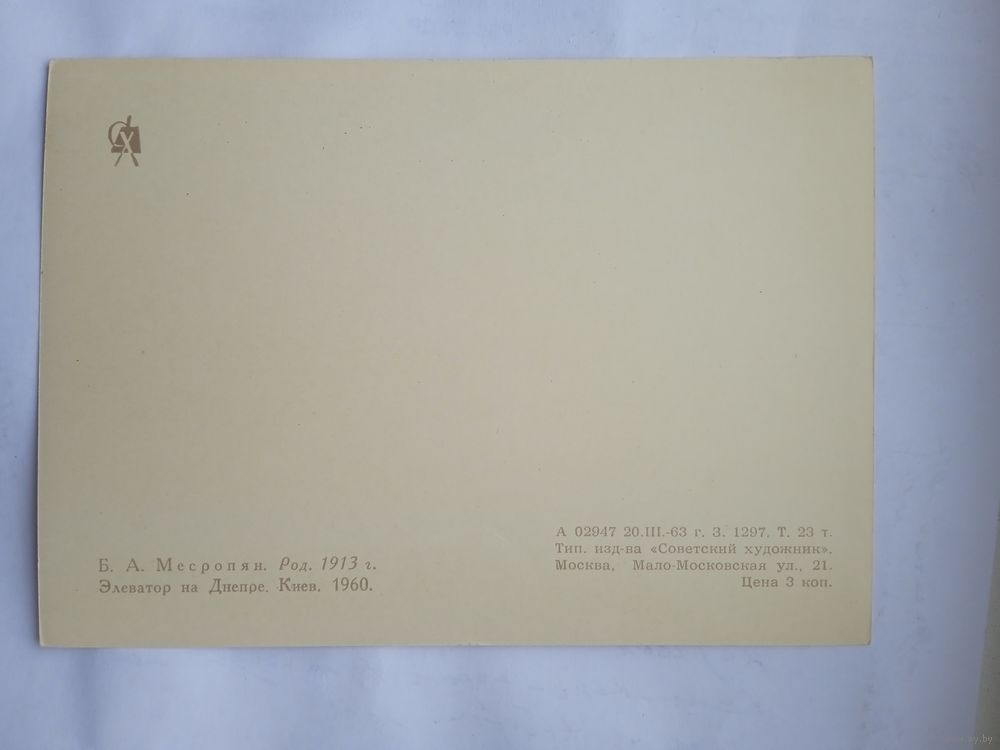 СХ
Б. А. Месропян. Род. 1913 г.
Элеватор на Днепре. Киев. 1960.
А 02947 20.III.-63 г. З. 1297. Т. 23 т.
Тип. изд-ва «Советский художник».
Москва, Мало-Московская ул., 21.
Цена 3 коп.